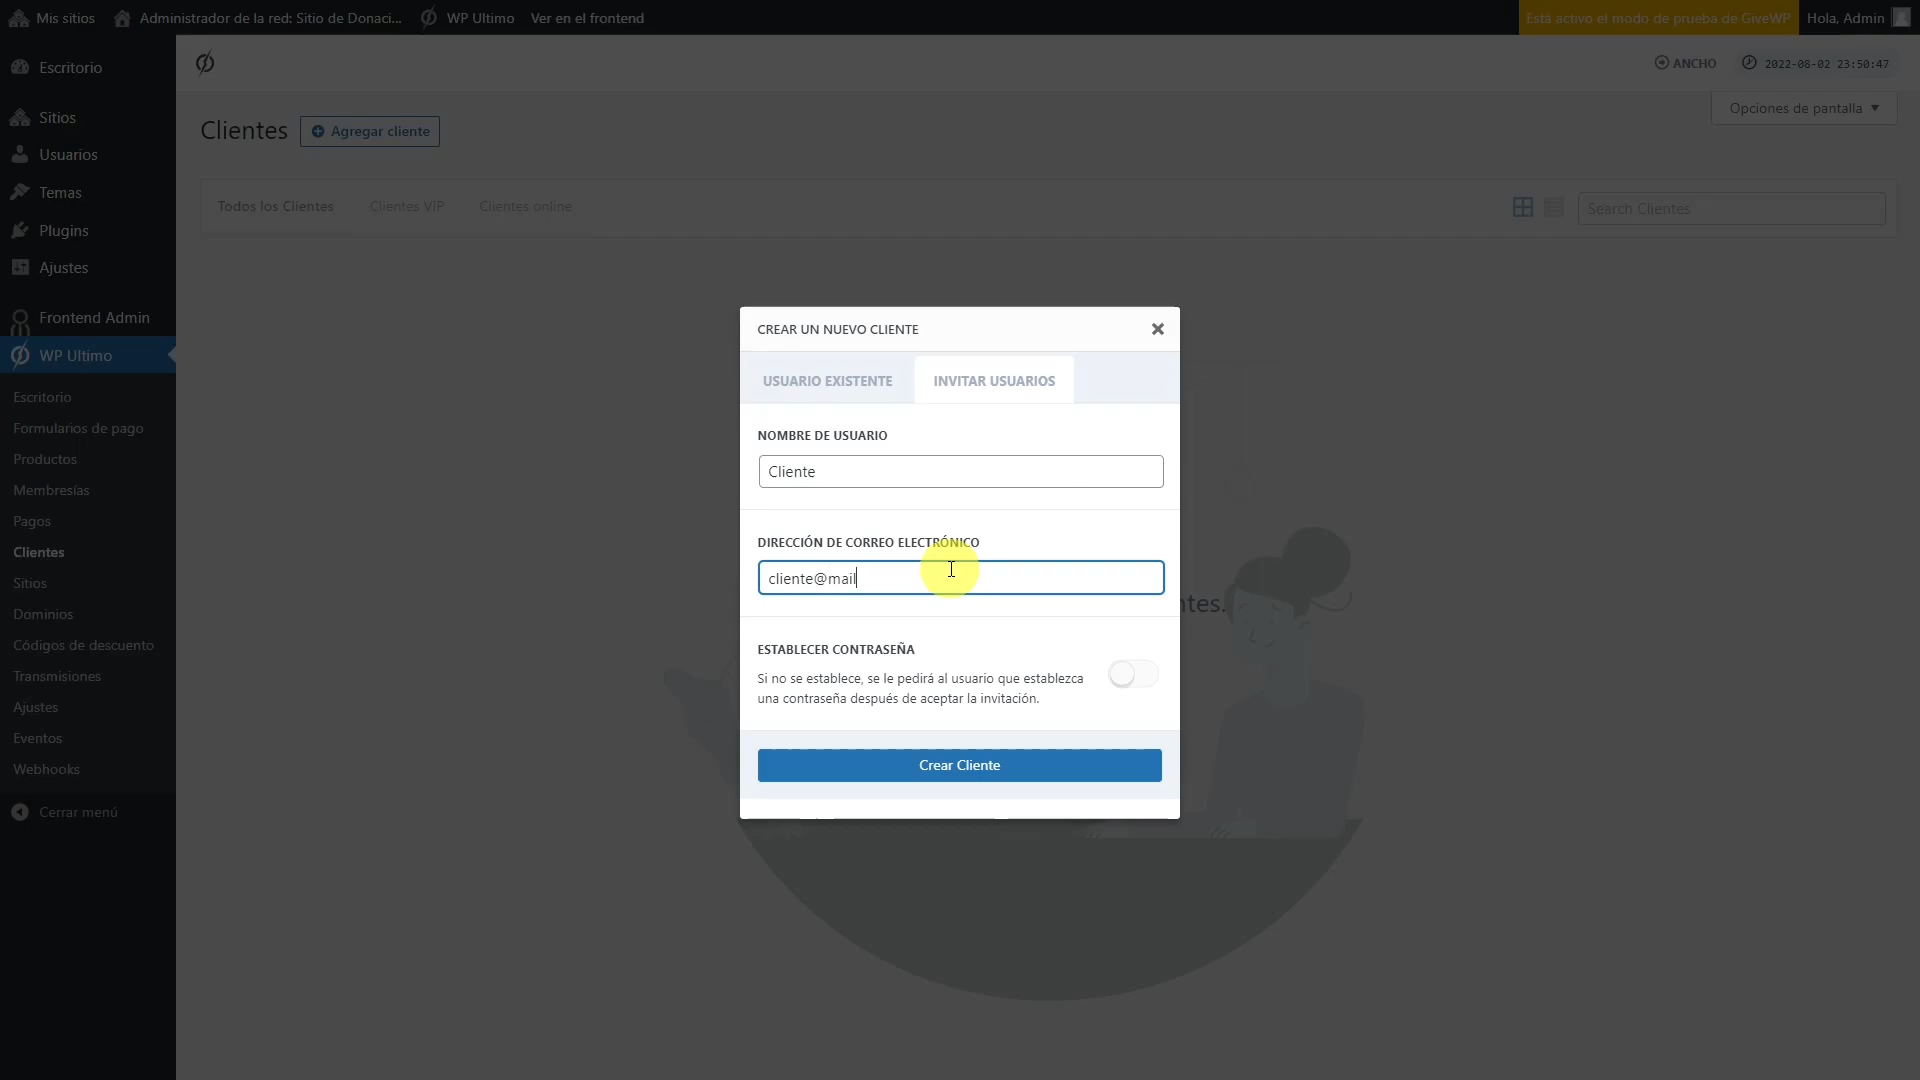 Mis sitios
Administrador de la red: Sitio de Donaci...
WP Ultimo
Ver en el frontend
Está activo el modo de prueba de GiveWP
Hola, Admin
Escritorio
Sitios
Usuarios
Temas
Plugins
Ajustes
Frontend Admin
WP Ultimo
Escritorio
Formularios de pago
Productos
Membresías
Pagos
Clientes
Sitios
Dominios
Códigos de descuento
Transmisiones
Ajustes
Eventos
Webhooks
Cerrar menú
ANCHO
2022-08-02 23:50:47
Opciones de pantalla
Clientes
Agregar cliente
Todos los Clientes
Clientes VIP
Clientes online
Search Clientes
CREAR UN NUEVO CLIENTE
USUARIO EXISTENTE
INVITAR USUARIOS
NOMBRE DE USUARIO
Cliente
DIRECCIÓN DE CORREO ELECTRÓNICO
cliente@mail
ntes.
ESTABLECER CONTRASEÑA
Si no se establece, se le pedirá al usuario que establezca
una contraseña después de aceptar la invitación.
Crear Cliente